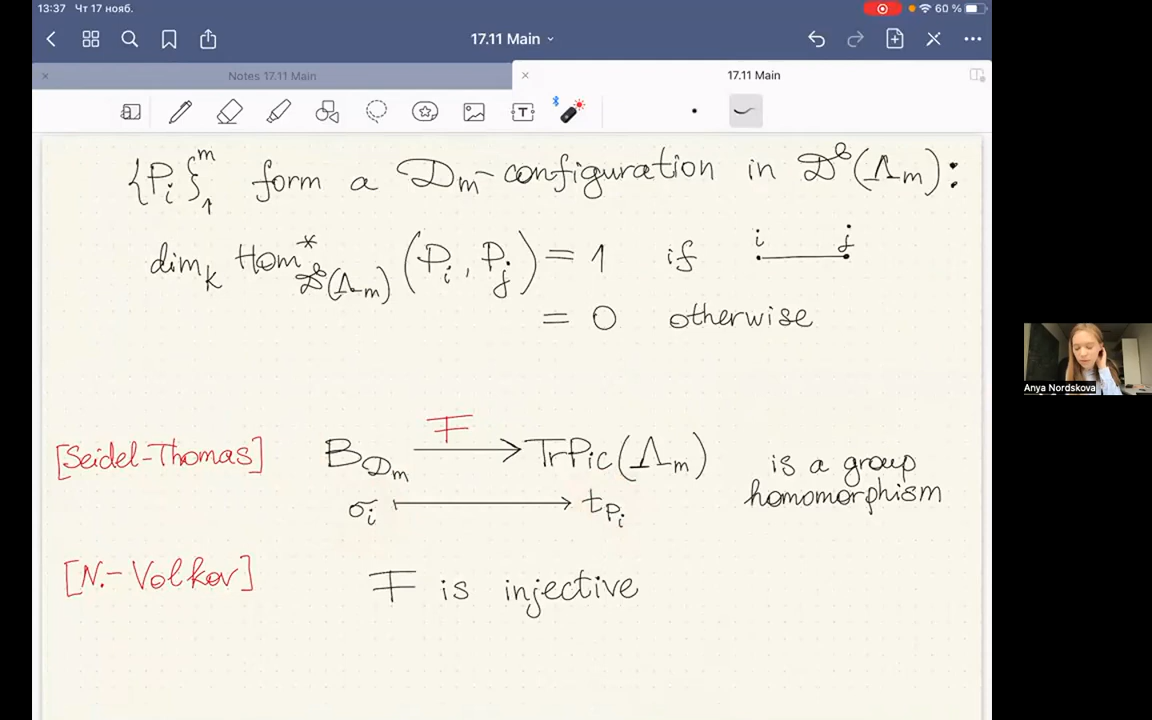 13:37 Чт 17 нояб.
60 %
17.11 Main
Notes 17.11 Main
17.11 Main
{P_i}_1^m form a D_m-configuration in D^b(Λ_m):
dim_k Hom^*_{D^b(Λ_m)} (P_i, P_j) = 1 if i — j
= 0 otherwise
[Seidel-Thomas] B_{D_m} —F→ TrPic(Λ_m) is a group homomorphism
σ_i ⟼ t_{P_i}
[N.-Volkov] F is injective
Anya Nordskova